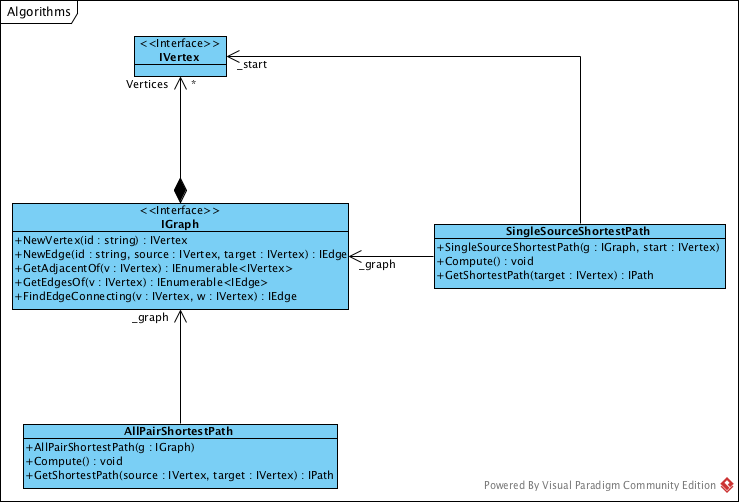 Algorithms
<<Interface>>
IVertex
_start
Vertices
*
<<Interface>>
IGraph
+NewVertex(id : string) : IVertex
+NewEdge(id : string, source : IVertex, target : IVertex) : IEdge
+GetAdjacentOf(v : IVertex) : IEnumerable<IVertex>
+GetEdgesOf(v : IVertex) : IEnumerable<IEdge>
+FindEdgeConnecting(v : IVertex, w : IVertex) : IEdge
SingleSourceShortestPath
+SingleSourceShortestPath(g : IGraph, start : IVertex)
+Compute() : void
+GetShortestPath(target : IVertex) : IPath
_graph
_graph
AllPairShortestPath
+AllPairShortestPath(g : IGraph)
+Compute() : void
+GetShortestPath(source : IVertex, target : IVertex) : IPath
Powered By Visual Paradigm Community Edition